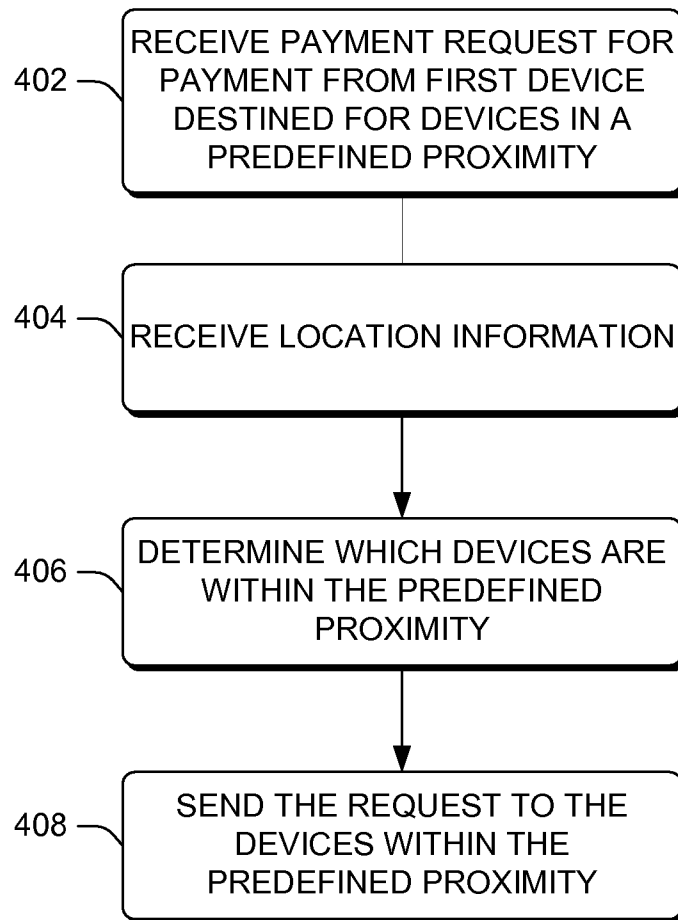 402
RECEIVE PAYMENT REQUEST FOR
PAYMENT FROM FIRST DEVICE
DESTINED FOR DEVICES IN A
PREDEFINED PROXIMITY
404
RECEIVE LOCATION INFORMATION
406
DETERMINE WHICH DEVICES ARE
WITHIN THE PREDEFINED
PROXIMITY
408
SEND THE REQUEST TO THE
DEVICES WITHIN THE
PREDEFINED PROXIMITY